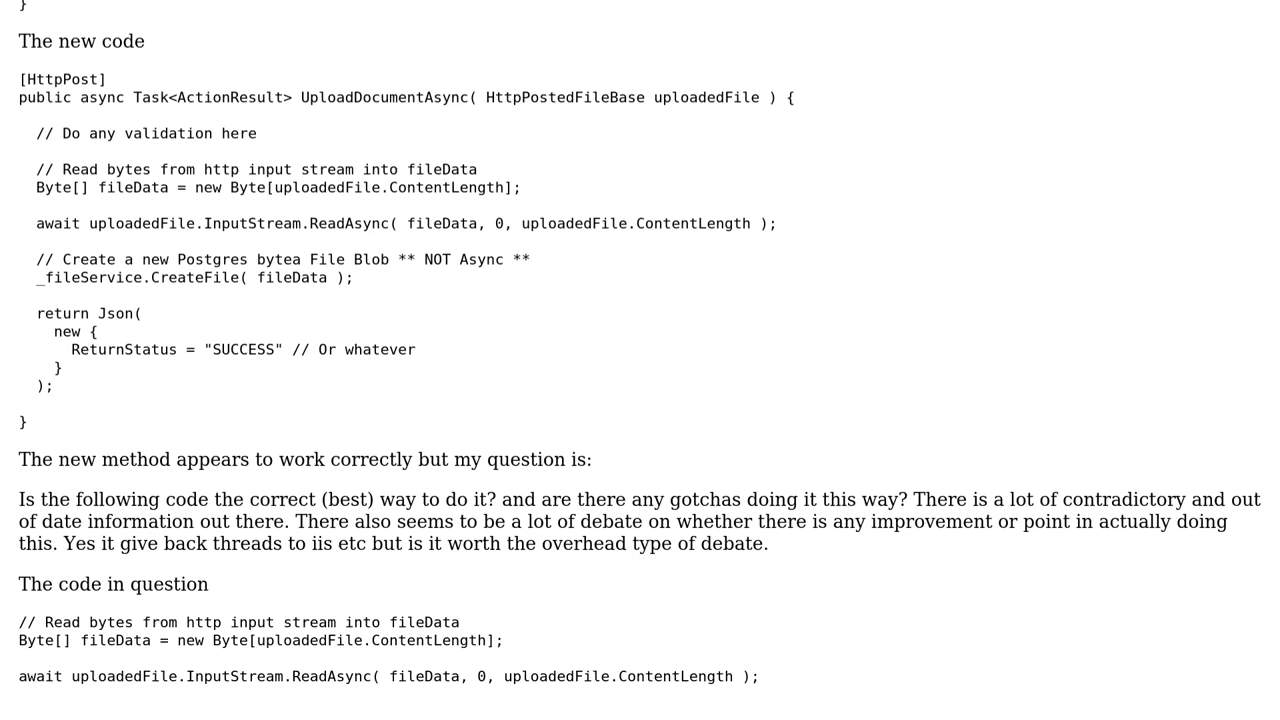 }
The new code
[HttpPost]
public async Task<ActionResult> UploadDocumentAsync( HttpPostedFileBase uploadedFile ) {
// Do any validation here
// Read bytes from http input stream into fileData
Byte[] fileData = new Byte[uploadedFile.ContentLength];
await uploadedFile.InputStream.ReadAsync( fileData, 0, uploadedFile.ContentLength );
// Create a new Postgres bytea File Blob ** NOT Async **
_fileService.CreateFile( fileData );
return Json(
new {
ReturnStatus = "SUCCESS" // Or whatever
}
);
}
The new method appears to work correctly but my question is:
Is the following code the correct (best) way to do it? and are there any gotchas doing it this way? There is a lot of contradictory and out
of date information out there. There also seems to be a lot of debate on whether there is any improvement or point in actually doing
this. Yes it give back threads to iis etc but is it worth the overhead type of debate.
The code in question
// Read bytes from http input stream into fileData
Byte[] fileData = new Byte[uploadedFile.ContentLength];
await uploadedFile.InputStream.ReadAsync( fileData, 0, uploadedFile.ContentLength );